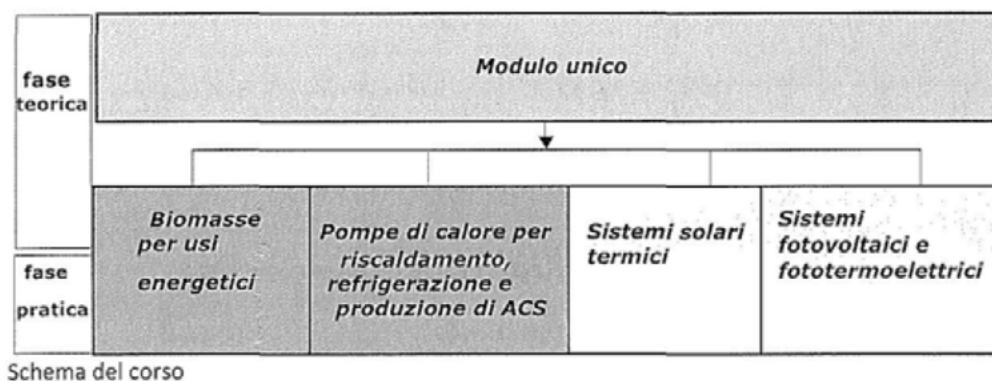 fase
teorica
Modulo unico
Biomasse
per usi
energetici
Pompe di calore per
riscaldamento,
refrigerazione e
produzione di ACS
Sistemi solari
termici
Sistemi
fotovoltaici e
fototermoelettrici
fase
pratica
Schema del corso